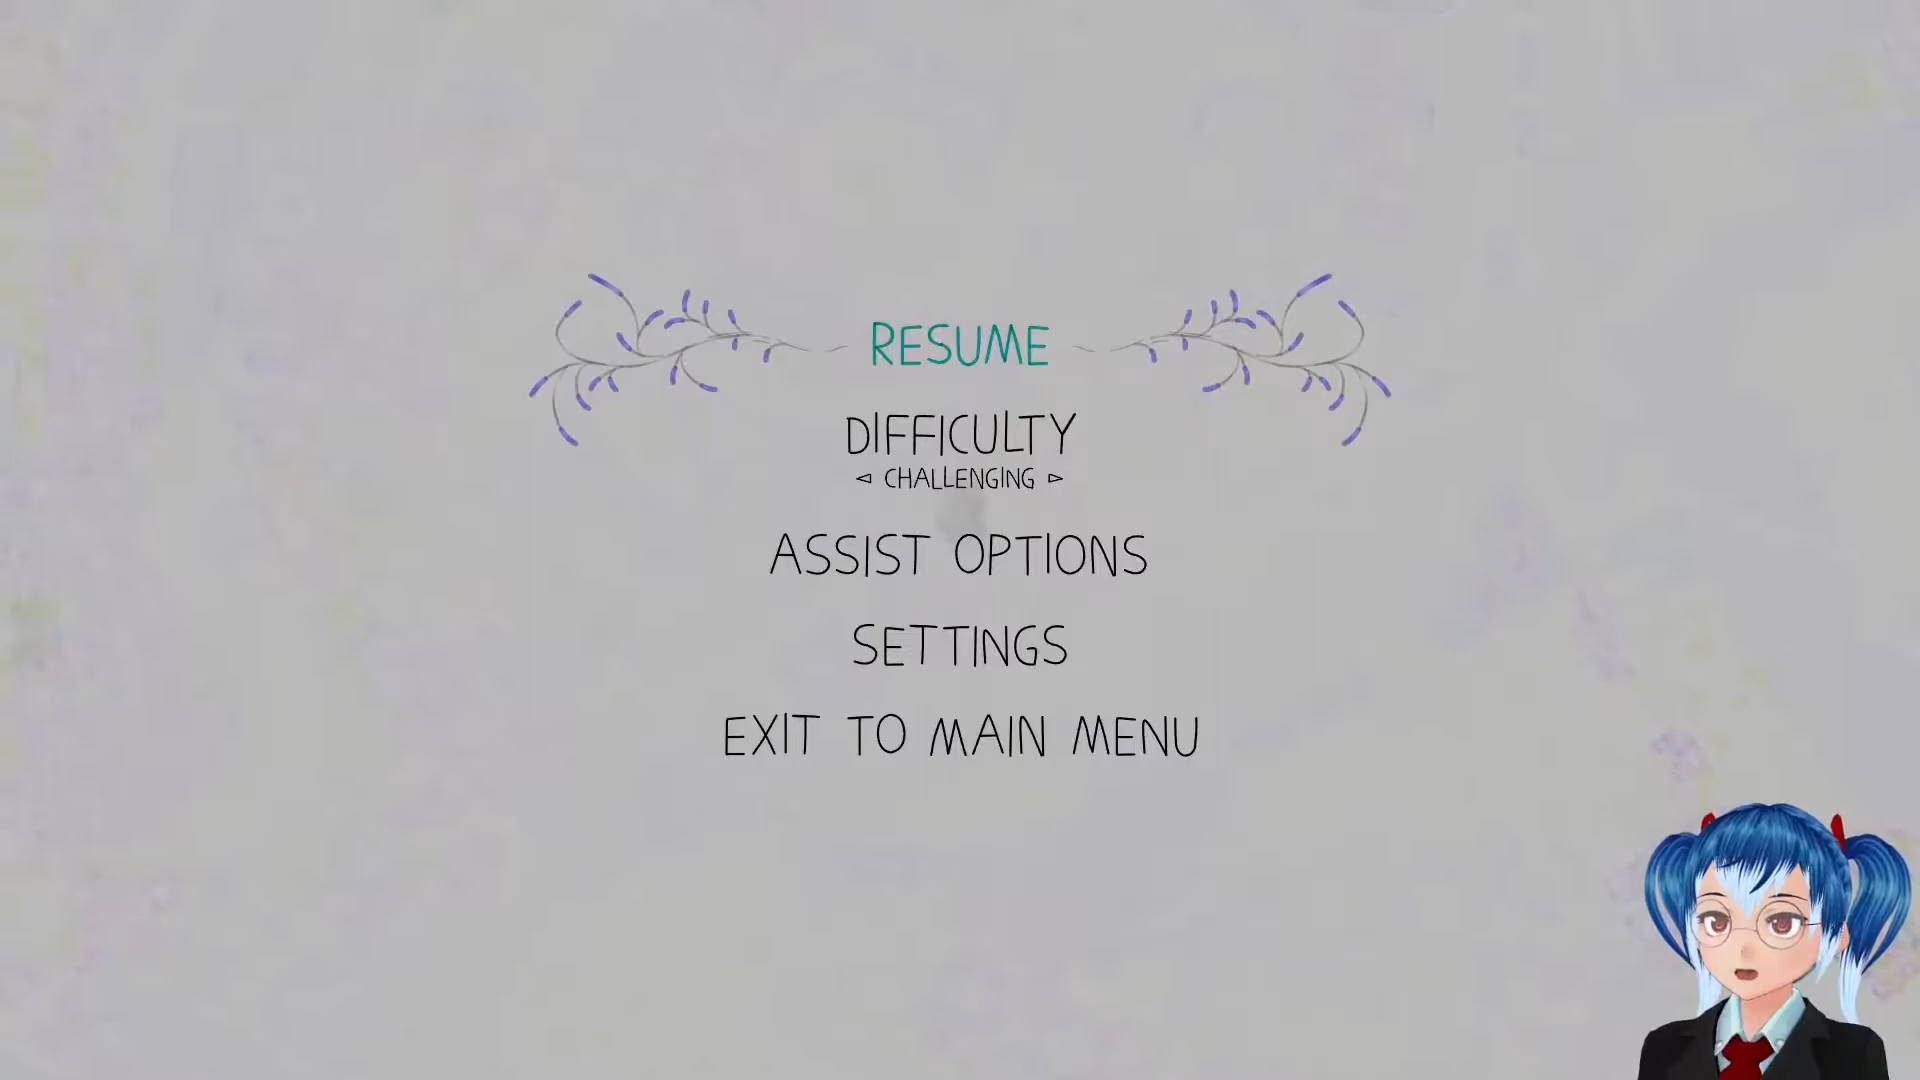 RESUME
DIFFICULTY
CHALLENGING
ASSIST OPTIONS
SETTINGS
EXIT TO MAIN MENU